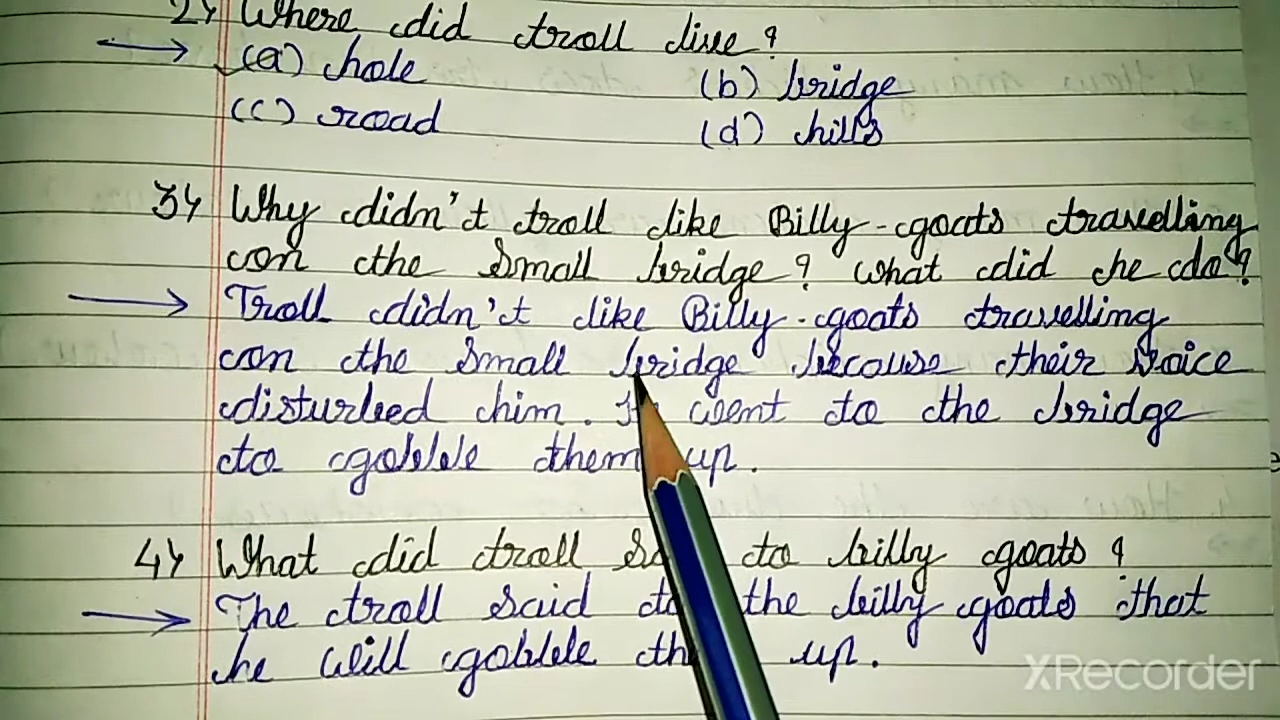 2) Where did troll live?
(a) hole (b) bridge
(c) road (d) hills
3) Why didn't troll like Billy-goats travelling
on the small bridge? What did he do?
Troll didn't like Billy-goats travelling
on the small bridge because their voice
disturbed him. went to the bridge
to gobble them up.
4) What did troll to billy goats?
The troll said the billy goats that
he will gobble up.
XRecorder